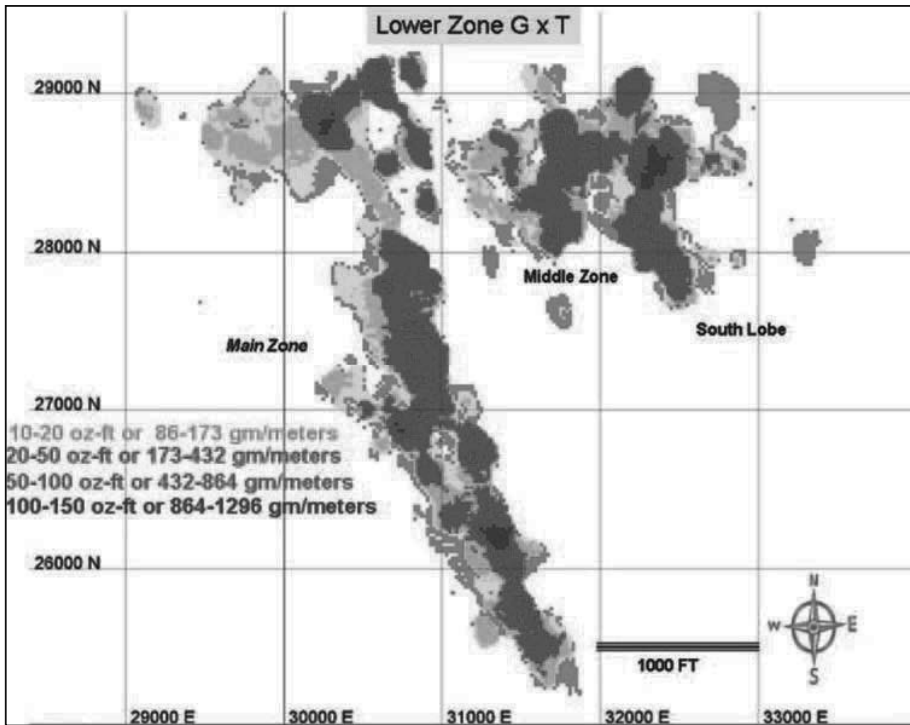 Lower Zone G x T
29000 N
28000 N
Middle Zone
South Lobe
Main Zone
27000 N
10-20 oz-ft or 86-173 gm/meters
20-50 oz-ft or 173-432 gm/meters
50-100 oz-ft or 432-864 gm/meters
100-150 oz-ft or 864-1296 gm/meters
26000 N
N
W E
S
1000 FT
29000 E 30000 E 31000 E 32000 E 33000 E